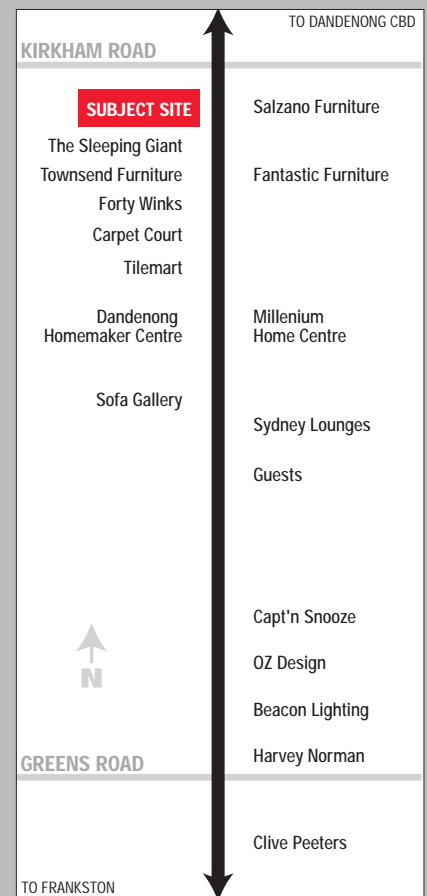 TO DANDENONG CBD
KIRKHAM ROAD
SUBJECT SITE
Salzano Furniture
The Sleeping Giant
Townsend Furniture
Fantastic Furniture
Forty Winks
Carpet Court
Tilemart
Dandenong
Homemaker Centre
Millenium
Home Centre
Sofa Gallery
Sydney Lounges
Guests
Capt'n Snooze
N
OZ Design
Beacon Lighting
Harvey Norman
GREENS ROAD
Clive Peeters
TO FRANKSTON